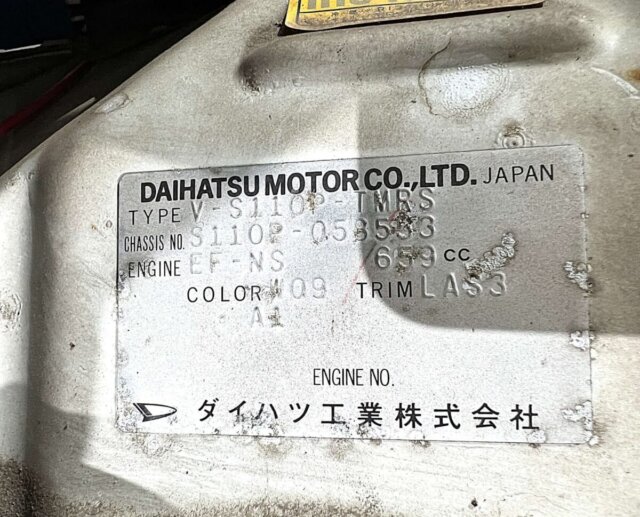 DAIHATSU MOTOR CO.,LTD. JAPAN
TYPE V-S110P-TMRS
CHASSIS NO. S110P-058533
ENGINE EF-NS /659 cc
COLOR W09 TRIM LAS3
A1
ENGINE NO.
ダイハツ工業株式会社